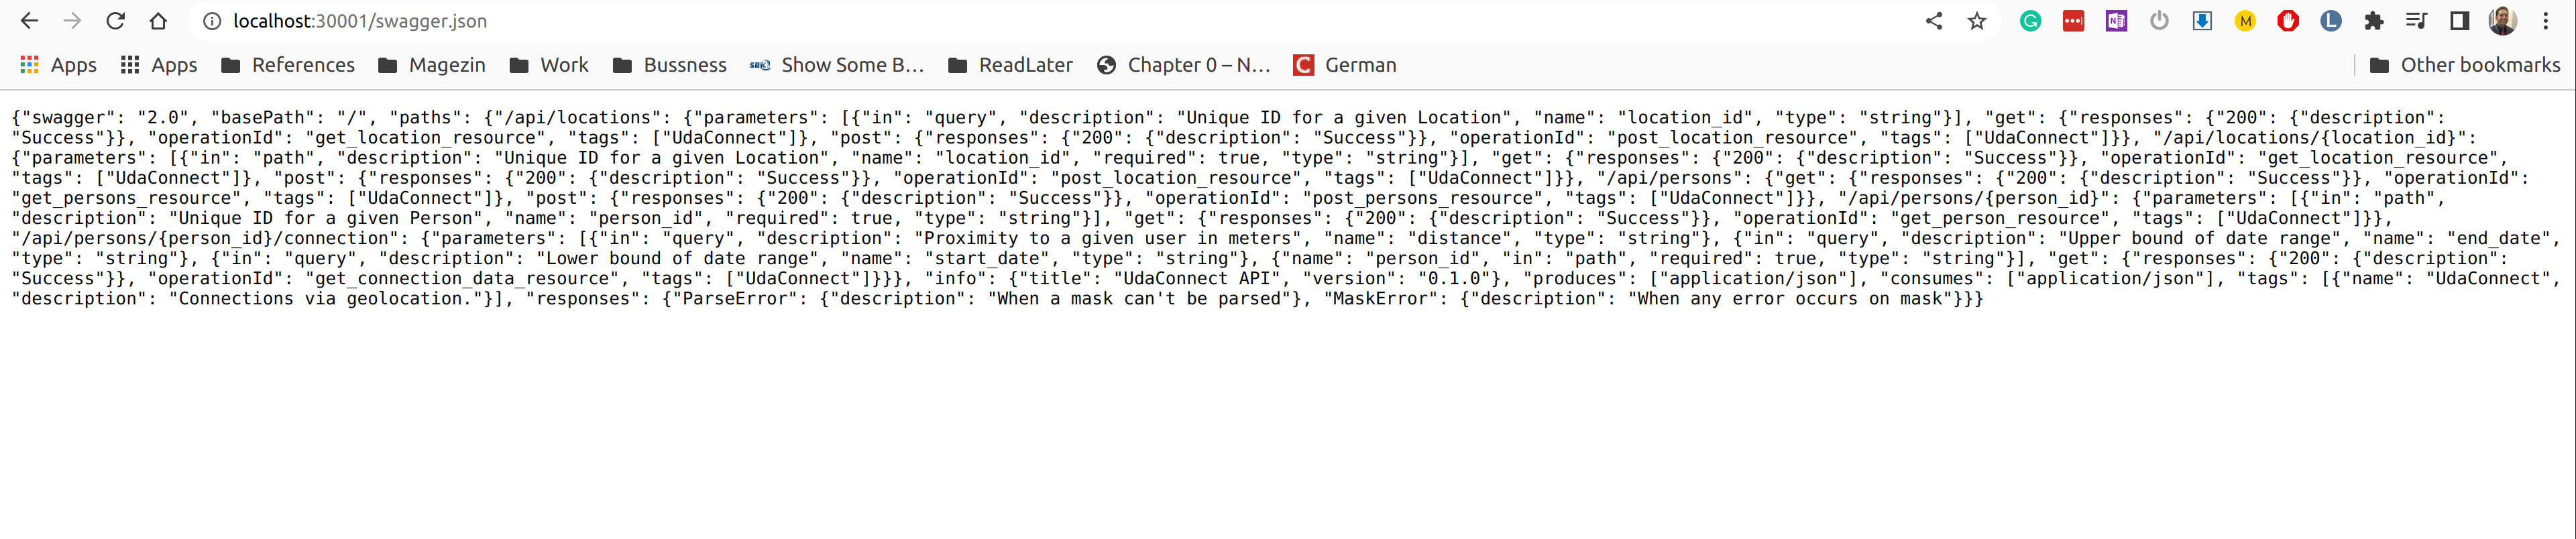 localhost:30001/swagger.json
Apps Apps References Magezin Work Bussness Show Some B... ReadLater Chapter 0 – N... German Other bookmarks
{"swagger": "2.0", "basePath": "/", "paths": {"/api/locations": {"parameters": [{"in": "query", "description": "Unique ID for a given Location", "name": "location_id", "type": "string"}], "get": {"responses": {"200": {"description":
"Success"}}, "operationId": "get_location_resource", "tags": ["UdaConnect"]}, "post": {"responses": {"200": {"description": "Success"}}, "operationId": "post_location_resource", "tags": ["UdaConnect"]}}, "/api/locations/{location_id}":
{"parameters": [{"in": "path", "description": "Unique ID for a given Location", "name": "location_id", "required": true, "type": "string"}], "get": {"responses": {"200": {"description": "Success"}}, "operationId": "get_location_resource",
"tags": ["UdaConnect"]}, "post": {"responses": {"200": {"description": "Success"}}, "operationId": "post_location_resource", "tags": ["UdaConnect"]}}, "/api/persons": {"get": {"responses": {"200": {"description": "Success"}}, "operationId":
"get_persons_resource", "tags": ["UdaConnect"]}, "post": {"responses": {"200": {"description": "Success"}}, "operationId": "post_persons_resource", "tags": ["UdaConnect"]}}, "/api/persons/{person_id}": {"parameters": [{"in": "path",
"description": "Unique ID for a given Person", "name": "person_id", "required": true, "type": "string"}], "get": {"responses": {"200": {"description": "Success"}}, "operationId": "get_person_resource", "tags": ["UdaConnect"]}},
"/api/persons/{person_id}/connection": {"parameters": [{"in": "query", "description": "Proximity to a given user in meters", "name": "distance", "type": "string"}, {"in": "query", "description": "Upper bound of date range", "name": "end_date",
"type": "string"}, {"in": "query", "description": "Lower bound of date range", "name": "start_date", "type": "string"}, {"name": "person_id", "in": "path", "required": true, "type": "string"}], "get": {"responses": {"200": {"description":
"Success"}}, "operationId": "get_connection_data_resource", "tags": ["UdaConnect"]}}}, "info": {"title": "UdaConnect API", "version": "0.1.0"}, "produces": ["application/json"], "consumes": ["application/json"], "tags": [{"name": "UdaConnect",
"description": "Connections via geolocation."}], "responses": {"ParseError": {"description": "When a mask can't be parsed"}, "MaskError": {"description": "When any error occurs on mask"}}}